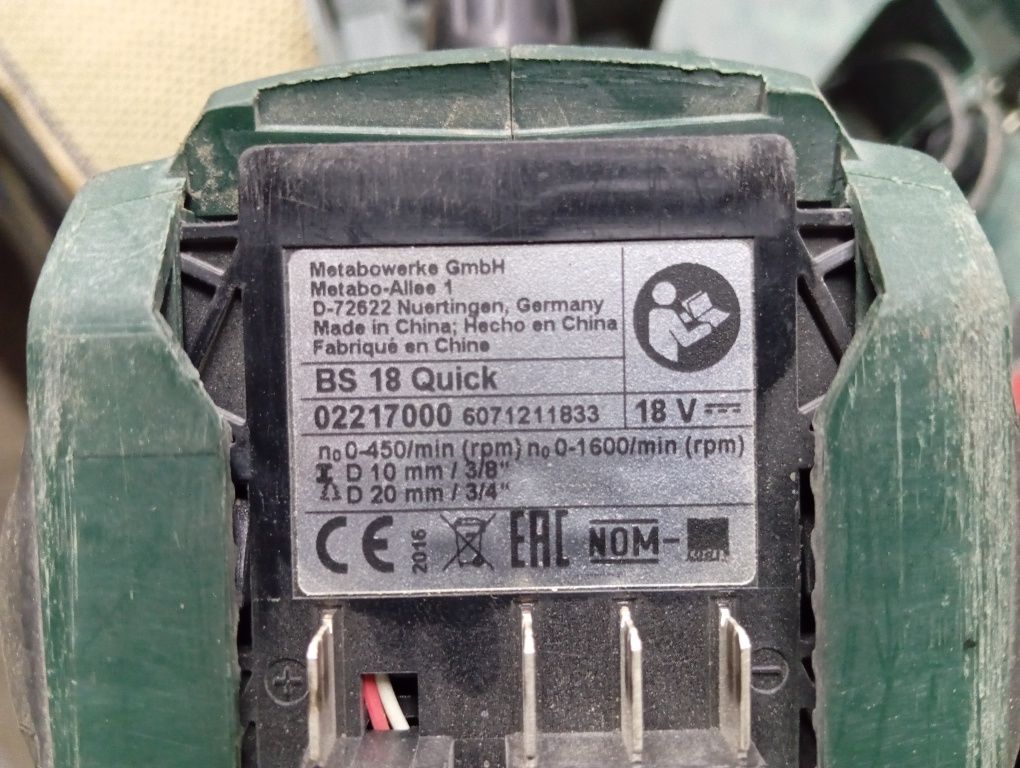 Metabowerke GmbH
Metabo-Allee 1
D-72622 Nuertingen, Germany
Made in China; Hecho en China
Fabriqué en Chine
BS 18 Quick
02217000 6071211833
18 V
n₀ 0-450/min (rpm) n₀ 0-1600/min (rpm)
D 10 mm / 3/8"
D 20 mm / 3/4"
CE 2016 EAC NOM-
+ −